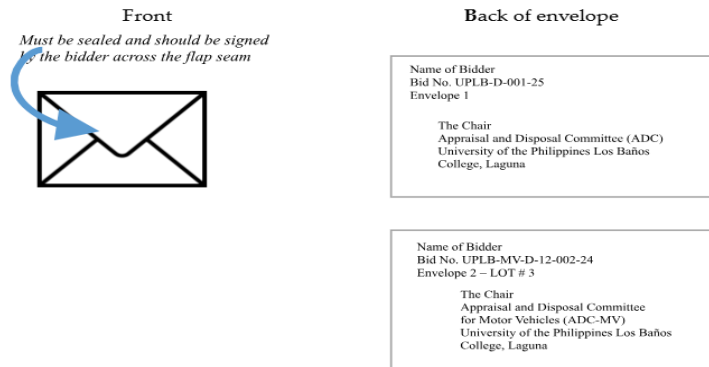 Front
Must be sealed and should be signed
by the bidder across the flap seam
Back of envelope
Name of Bidder
Bid No. UPLB-D-001-25
Envelope 1
The Chair
Appraisal and Disposal Committee (ADC)
University of the Philippines Los Baños
College, Laguna
Name of Bidder
Bid No. UPLB-MV-D-12-002-24
Envelope 2 – LOT # 3
The Chair
Appraisal and Disposal Committee
for Motor Vehicles (ADC-MV)
University of the Philippines Los Baños
College, Laguna